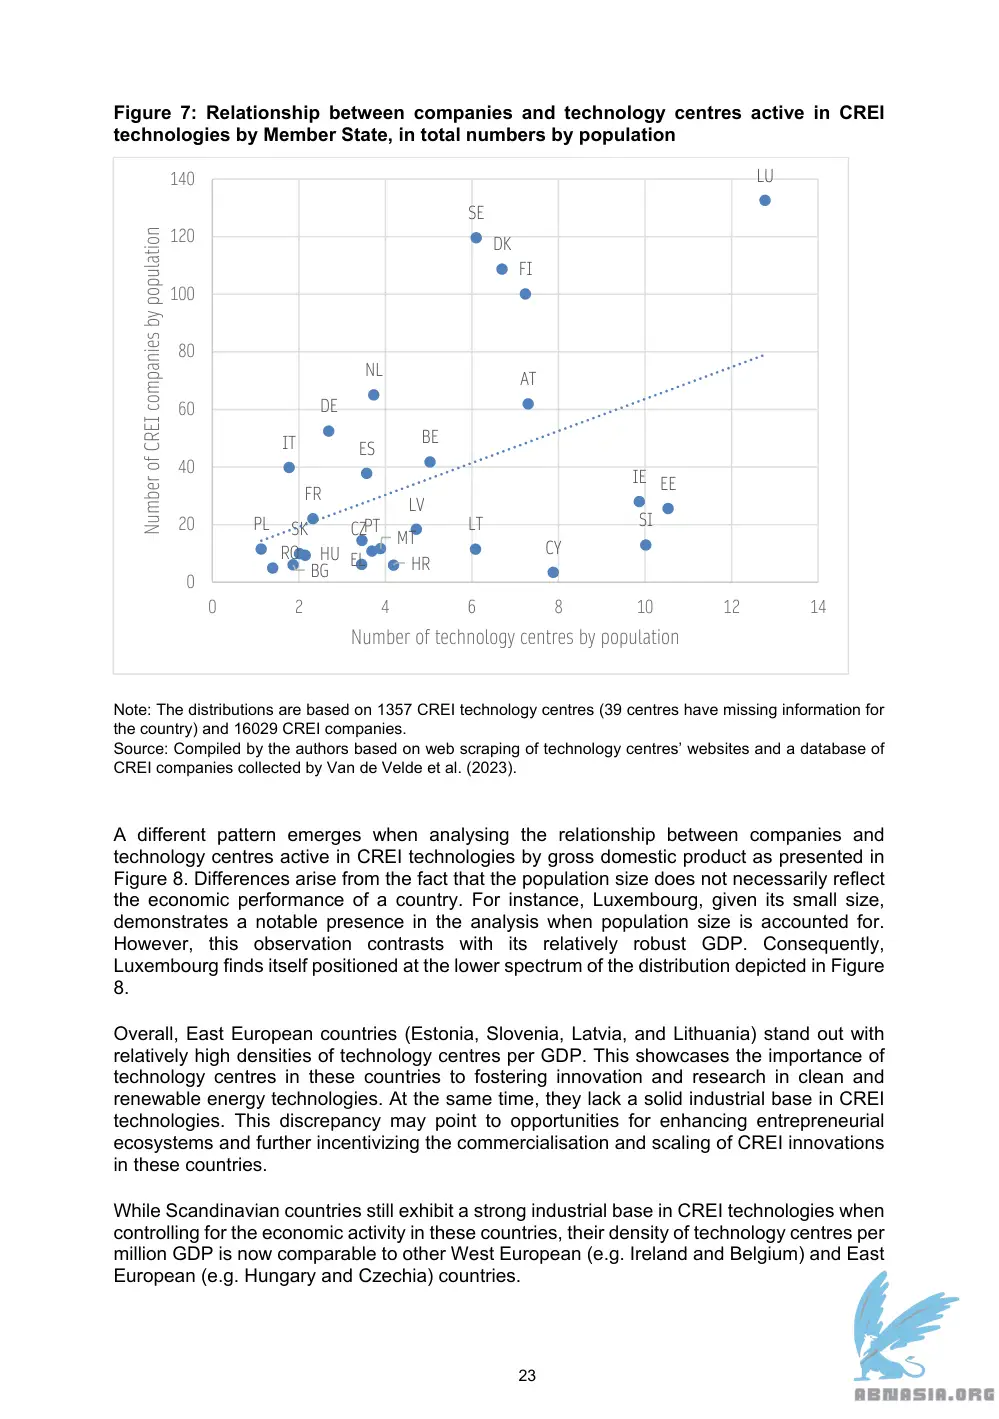 Figure 7: Relationship between companies and technology centres active in CREI
technologies by Member State, in total numbers by population
140
120
100
80
60
40
20
0
Number of CREI companies by population
LU
SE
DK
FI
NL
AT
DE
BE
IT
ES
IE
EE
FR
LV
SI
PL
SK
CZ
PT
MT
LT
CY
RO
HU
EL
HR
BG
0 2 4 6 8 10 12 14
Number of technology centres by population
Note: The distributions are based on 1357 CREI technology centres (39 centres have missing information for
the country) and 16029 CREI companies.
Source: Compiled by the authors based on web scraping of technology centres’ websites and a database of
CREI companies collected by Van de Velde et al. (2023).
A different pattern emerges when analysing the relationship between companies and
technology centres active in CREI technologies by gross domestic product as presented in
Figure 8. Differences arise from the fact that the population size does not necessarily reflect
the economic performance of a country. For instance, Luxembourg, given its small size,
demonstrates a notable presence in the analysis when population size is accounted for.
However, this observation contrasts with its relatively robust GDP. Consequently,
Luxembourg finds itself positioned at the lower spectrum of the distribution depicted in Figure
8.
Overall, East European countries (Estonia, Slovenia, Latvia, and Lithuania) stand out with
relatively high densities of technology centres per GDP. This showcases the importance of
technology centres in these countries to fostering innovation and research in clean and
renewable energy technologies. At the same time, they lack a solid industrial base in CREI
technologies. This discrepancy may point to opportunities for enhancing entrepreneurial
ecosystems and further incentivizing the commercialisation and scaling of CREI innovations
in these countries.
While Scandinavian countries still exhibit a strong industrial base in CREI technologies when
controlling for the economic activity in these countries, their density of technology centres per
million GDP is now comparable to other West European (e.g. Ireland and Belgium) and East
European (e.g. Hungary and Czechia) countries.
23
ABNASIA.ORG